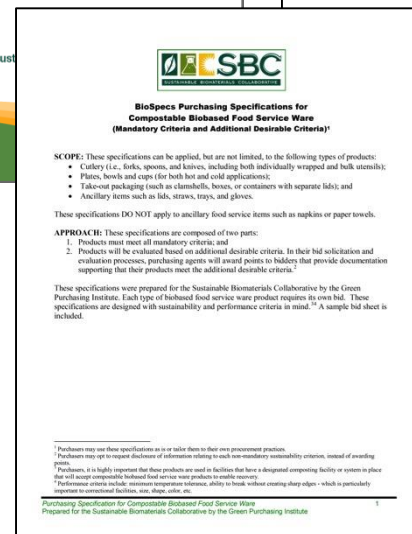 ust
SBC
SUSTAINABLE BIOMATERIALS COLLABORATIVE
BioSpecs Purchasing Specifications for
Compostable Biobased Food Service Ware
(Mandatory Criteria and Additional Desirable Criteria)¹
SCOPE: These specifications can be applied, but are not limited, to the following types of products:
• Cutlery (i.e., forks, spoons, and knives, including both individually wrapped and bulk utensils);
• Plates, bowls and cups (for both hot and cold applications);
• Take-out packaging (such as clamshells, boxes, or containers with separate lids); and
• Ancillary items such as lids, straws, trays, and gloves.
These specifications DO NOT apply to ancillary food service items such as napkins or paper towels.
APPROACH: These specifications are composed of two parts:
1. Products must meet all mandatory criteria; and
2. Products will be evaluated based on additional desirable criteria. In their bid solicitation and
evaluation processes, purchasing agents will award points to bidders that provide documentation
supporting that their products meet the additional desirable criteria.²
These specifications were prepared for the Sustainable Biomaterials Collaborative by the Green
Purchasing Institute. Each type of biobased food service ware product requires its own bid. These
specifications are designed with sustainability and performance criteria in mind.³⁴ A sample bid sheet is
included.
¹ Purchasers may use these specifications as is or tailor them to their own procurement practices.
² Purchasers may opt to request disclosure of information relating to each non-mandatory sustainability criterion, instead of awarding
points.
³ Purchasers, it is highly important that these products are used in facilities that have a designated composting facility or system in place
that will accept compostable biobased food service ware products to enable recovery.
⁴ Performance criteria include: minimum temperature tolerance, ability to break without creating sharp edges - which is particularly
important to correctional facilities, size, shape, color, etc.
Purchasing Specification for Compostable Biobased Food Service Ware 1
Prepared for the Sustainable Biomaterials Collaborative by the Green Purchasing Institute